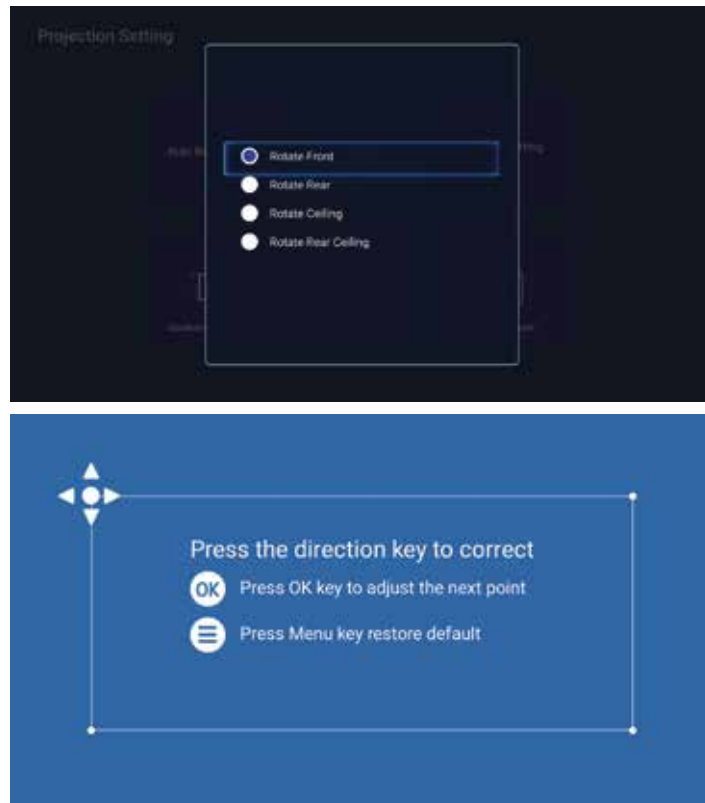 Projection Setting
Rotate Front
Rotate Rear
Rotate Ceiling
Rotate Rear Ceiling
Press the direction key to correct
OK Press OK key to adjust the next point
Press Menu key restore default